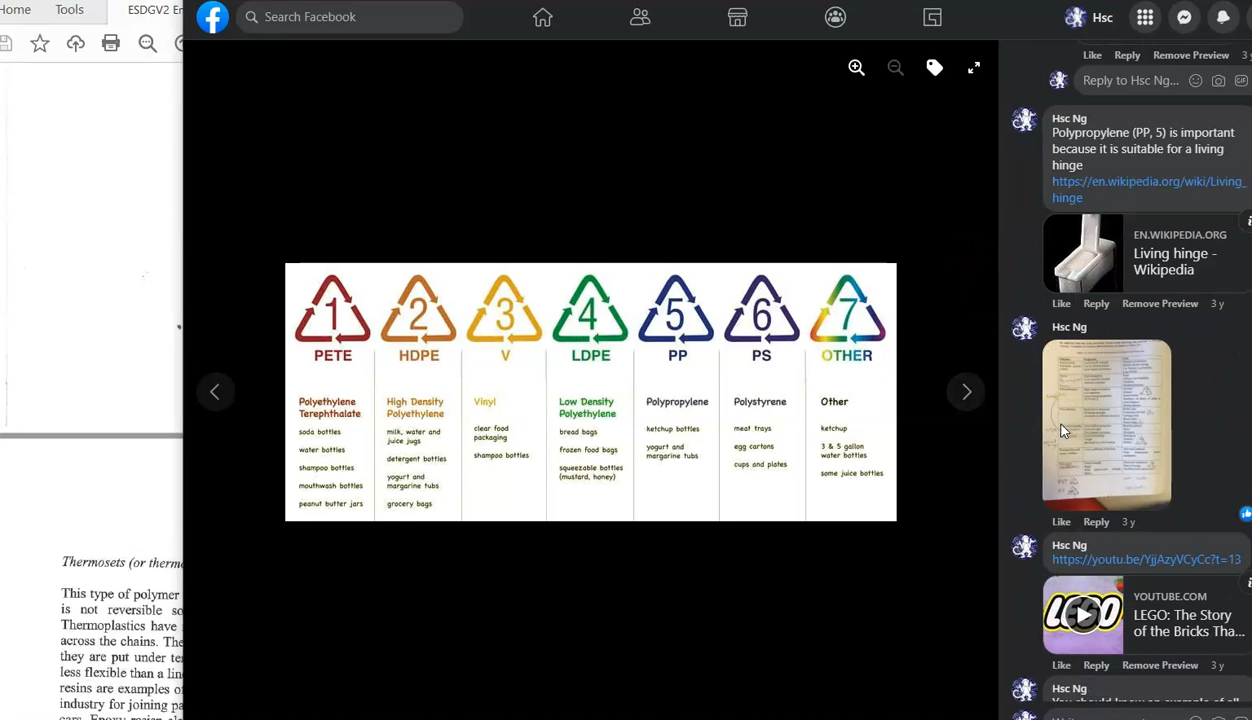 Home
Tools
ESDGV2 En
Search Facebook
Hsc
1
PETE
Polyethylene
Terephthalate
soda bottles
water bottles
shampoo bottles
mouthwash bottles
peanut butter jars
2
HDPE
High Density
Polyethylene
milk, water and
juice jugs
detergent bottles
yogurt and
margarine tubs
grocery bags
3
V
Vinyl
clear food
packaging
shampoo bottles
4
LDPE
Low Density
Polyethylene
bread bags
frozen food bags
squeezable bottles
(mustard, honey)
5
PP
Polypropylene
ketchup bottles
yogurt and
margarine tubs
6
PS
Polystyrene
meat trays
egg cartons
cups and plates
7
OTHER
Other
ketchup
3 & 5 gallon
water bottles
some juice bottles
Like Reply Remove Preview 3 y
Reply to Hsc Ng...
Hsc Ng
Polypropylene (PP, 5) is important
because it is suitable for a living
hinge
https://en.wikipedia.org/wiki/Living_
hinge
EN.WIKIPEDIA.ORG
Living hinge -
Wikipedia
Like Reply Remove Preview 3 y
Hsc Ng
Like Reply 3 y
Hsc Ng
https://youtu.be/YjjAzyVCyCc?t=13
LEGO
YOUTUBE.COM
LEGO: The Story
of the Bricks Tha...
Like Reply Remove Preview 3 y
Hsc Ng
Thermosets (or thermo
This type of polymer
is not reversible so
Thermoplastics have
across the chains. The
they are put under te
less flexible than a line
resins are examples of
industry for joining pa